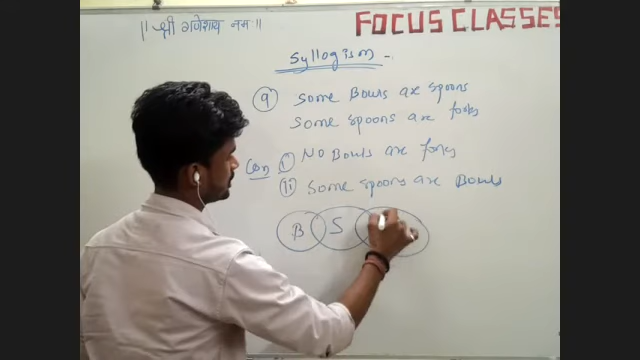 || श्री गणेशाय नमः ||
FOCUS CLASSES
Syllogism
9 Some Bowls are spoons
Some spoons are forks
Con i No Bowls are forks
ii Some spoons are Bowls
B S